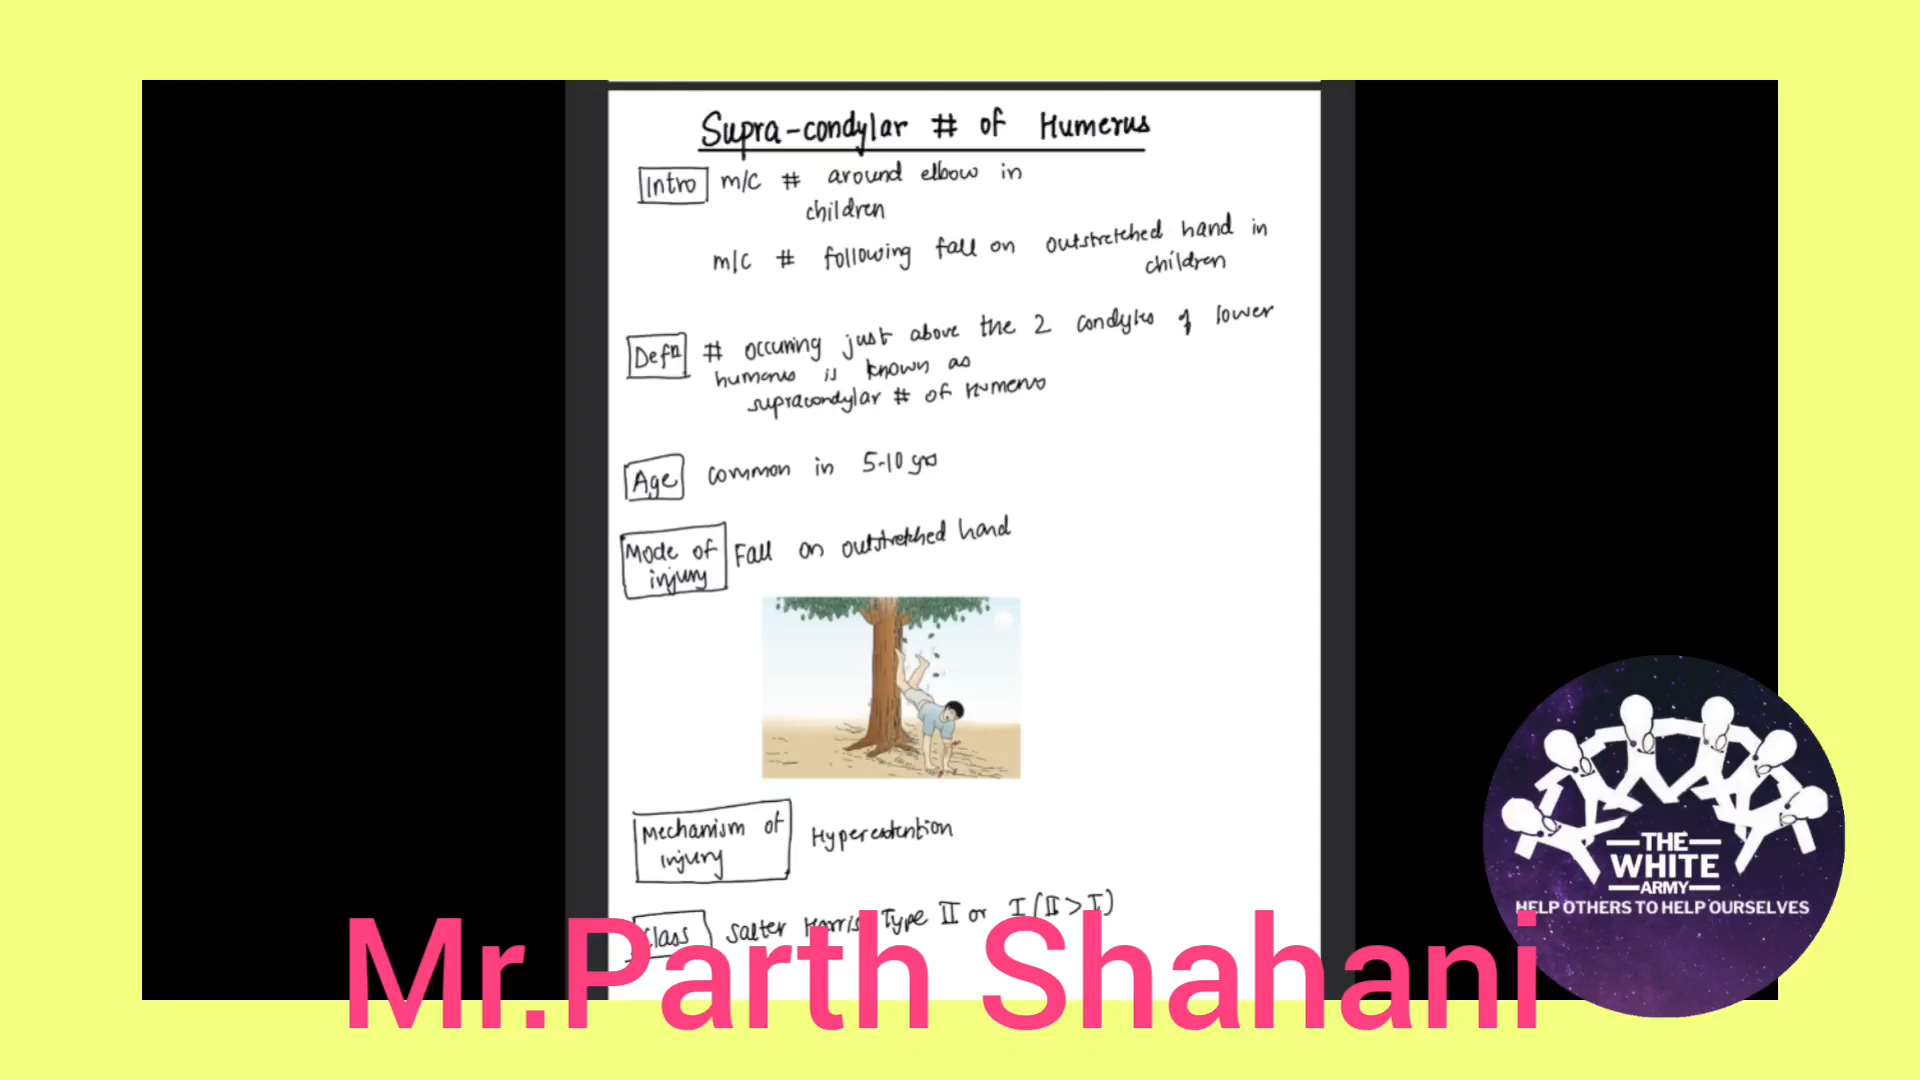 Supra-condylar # of Humerus
Intro m/c # around elbow in
children
m/c # following fall on outstretched hand in
children
Defn # occuring just above the 2 condyles of lower
humerus is known as
supracondylar # of Humerus
Age common in 5-10 yrs
Mode of
injury Fall on outstretched hand
Mechanism of
injury Hyperextention
Class Salter Harris Type II or I (II > I)
Mr.Parth Shahani
THE
WHITE
ARMY
HELP OTHERS TO HELP OURSELVES